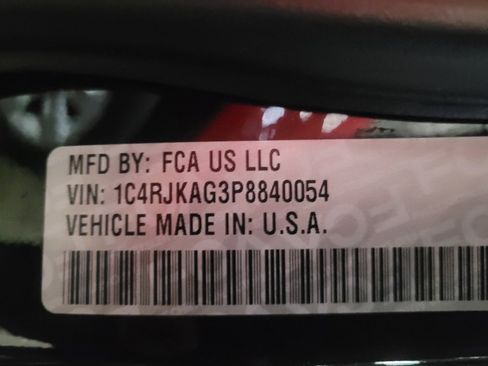 MFD BY: FCA US LLC
VIN: 1C4RJKAG3P8840054
VEHICLE MADE IN: U.S.A.